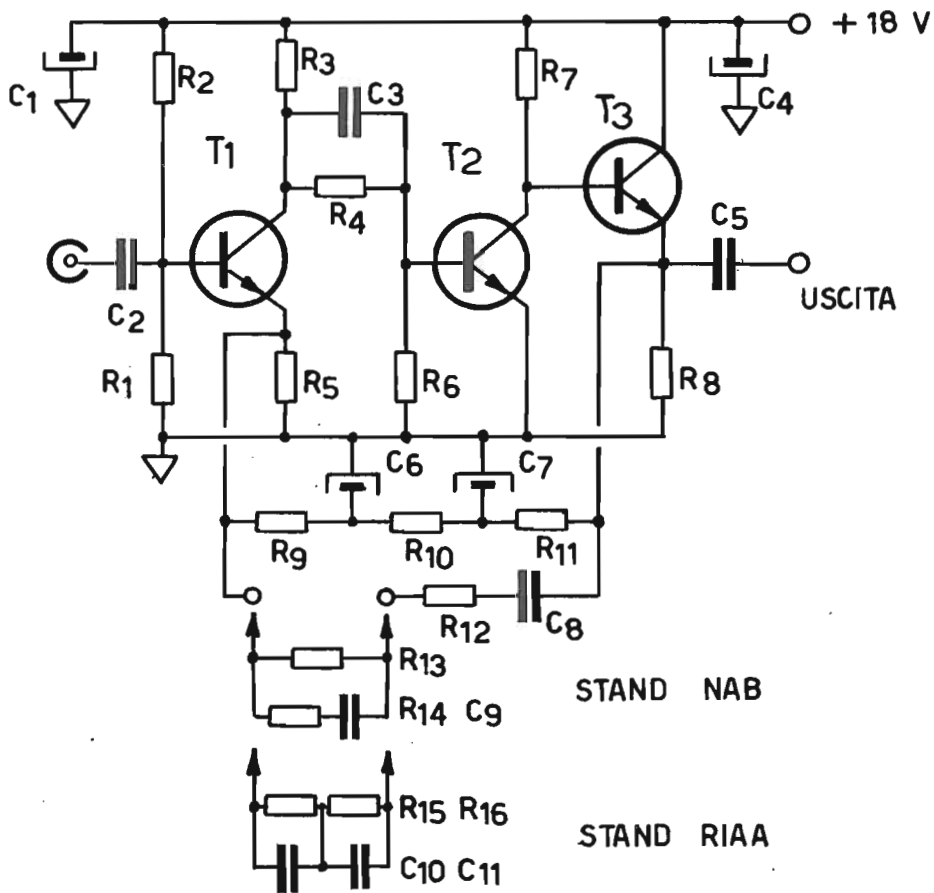 + 18 V
C1
R2
R3
C3
R7
C4
T1
T2
T3
R4
C5
C2
USCITA
R1
R5
R6
R8
C6
C7
R9
R10
R11
R12
C8
R13
STAND NAB
R14 C9
R15 R16
STAND RIAA
C10 C11